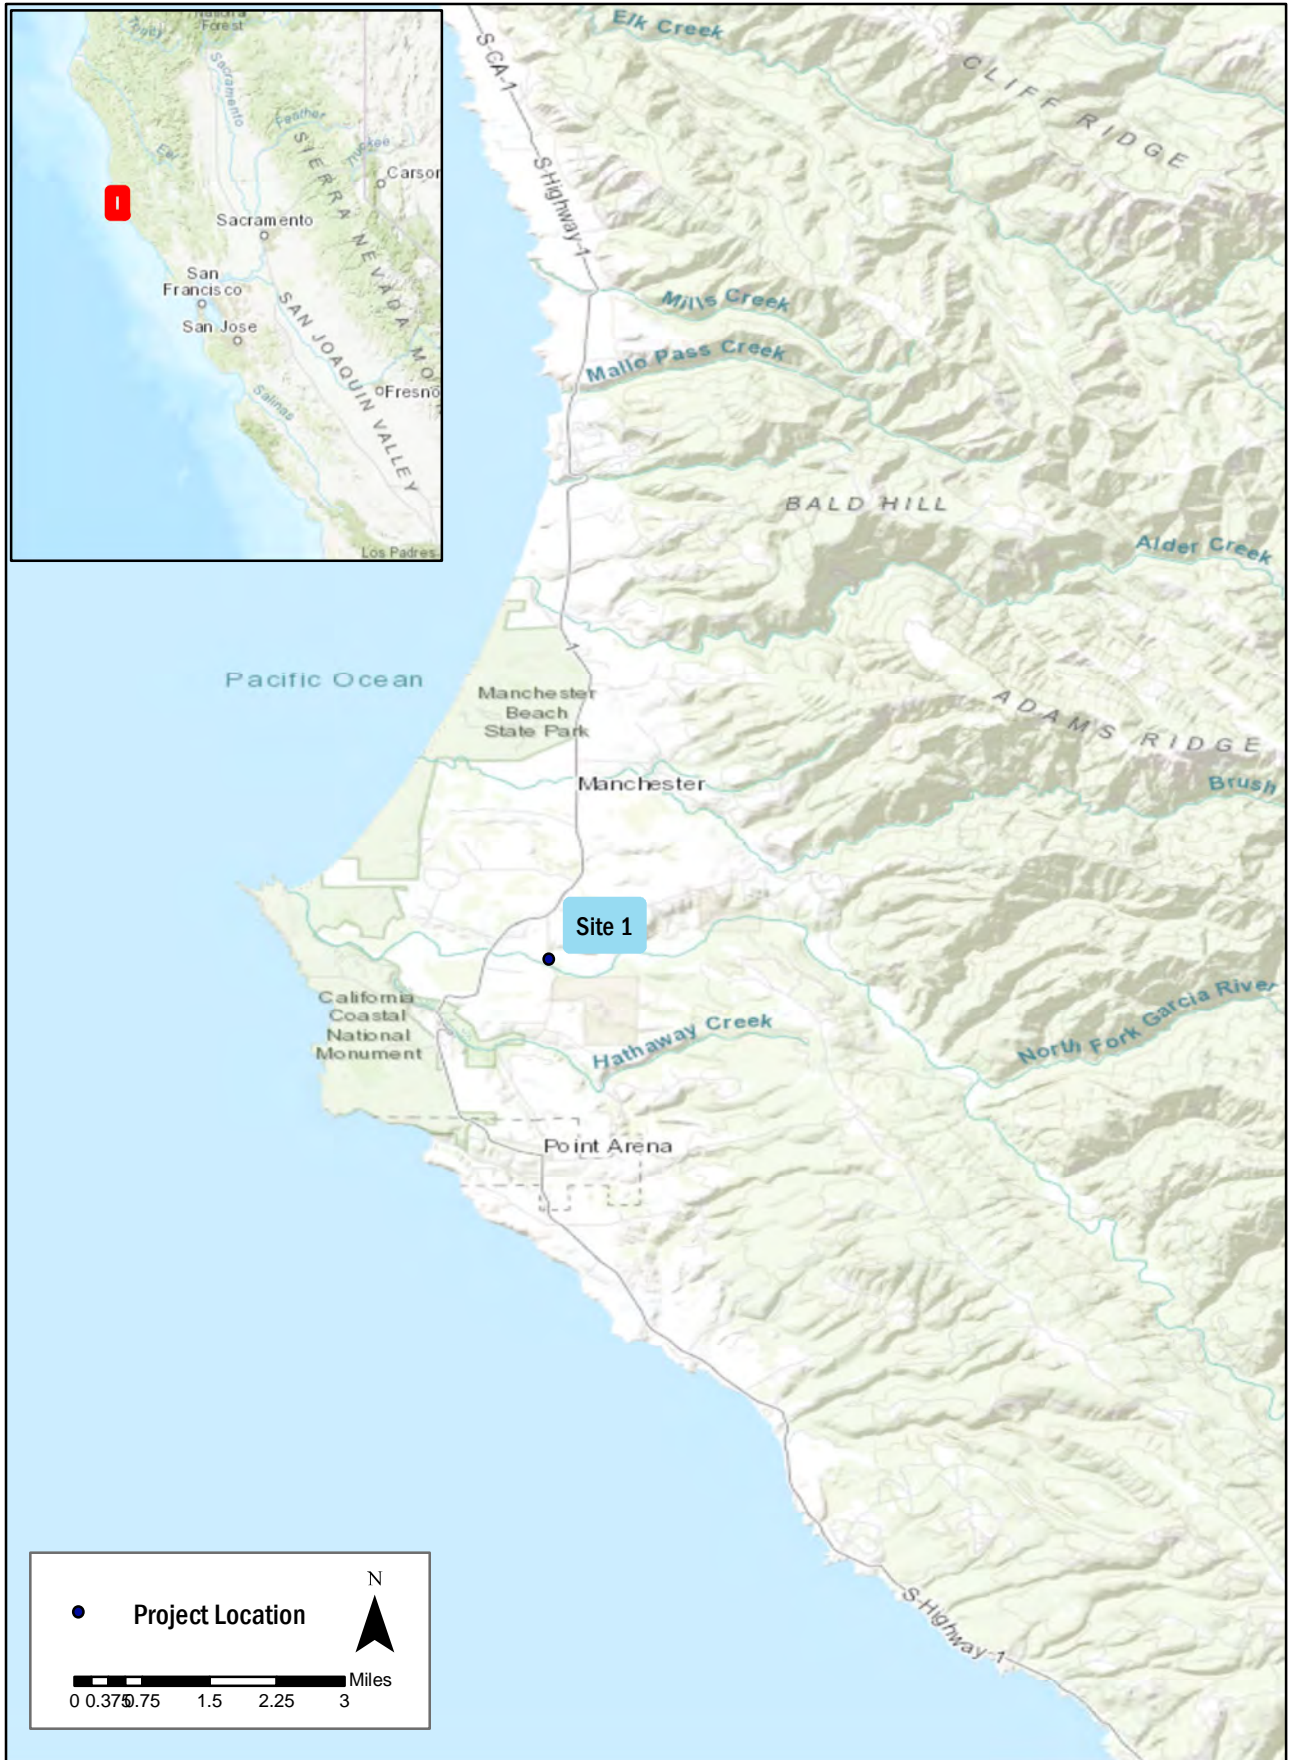 National
Forest
Trinity
Sacramento
Feather
Eel
Truckee
SIERRA NEVADA MO
Carson
Sacramento
San
Francisco
San Jose
SAN JOAQUIN VALLEY
Fresno
Salinas
Los Padres
S-CA-1
Elk Creek
CLIFF RIDGE
S-Highway-1
Mills Creek
Mallo Pass Creek
BALD HILL
Alder Creek
1
Pacific Ocean
Manchester
Beach
State Park
ADAMS RIDGE
Manchester
Brush
Site 1
California
Coastal
National
Monument
Hathaway Creek
North Fork Garcia River
Point Arena
S-Highway-1
N
Project Location
Miles
0 0.375 0.75 1.5 2.25 3